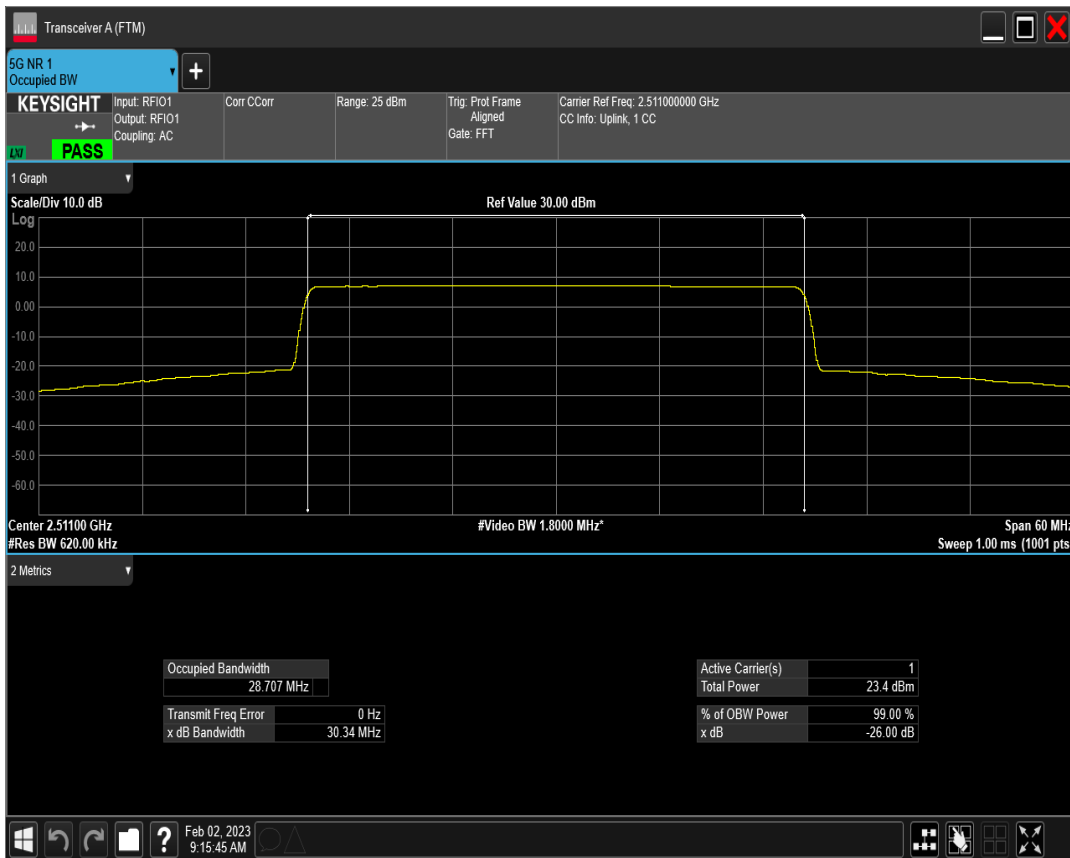 Transceiver A (FTM)
5G NR 1
Occupied BW
+
KEYSIGHT
LXI
PASS
Input: RFIO1
Output: RFIO1
Coupling: AC
Corr CCorr
Range: 25 dBm
Trig: Prot Frame
Aligned
Gate: FFT
Carrier Ref Freq: 2.511000000 GHz
CC Info: Uplink, 1 CC
1 Graph
Scale/Div 10.0 dB
Ref Value 30.00 dBm
Log
20.0
10.0
0.00
-10.0
-20.0
-30.0
-40.0
-50.0
-60.0
Center 2.51100 GHz
#Video BW 1.8000 MHz*
Span 60 MHz
#Res BW 620.00 kHz
Sweep 1.00 ms (1001 pts
2 Metrics
Occupied Bandwidth
28.707 MHz
Transmit Freq Error 0 Hz
x dB Bandwidth 30.34 MHz
Active Carrier(s) 1
Total Power 23.4 dBm
% of OBW Power 99.00 %
x dB -26.00 dB
?
Feb 02, 2023
9:15:45 AM